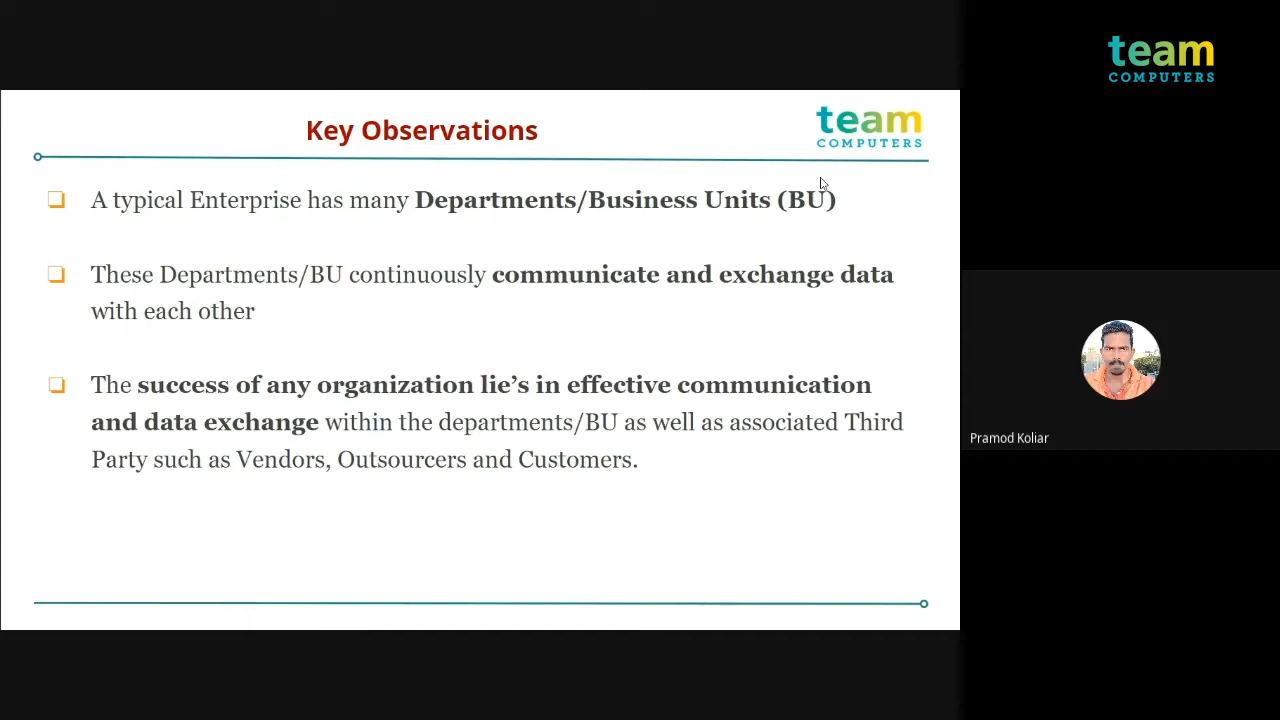 team
COMPUTERS
Key Observations
team
COMPUTERS
A typical Enterprise has many Departments/Business Units (BU)
These Departments/BU continuously communicate and exchange data
with each other
The success of any organization lie's in effective communication
and data exchange within the departments/BU as well as associated Third
Party such as Vendors, Outsourcers and Customers.
Pramod Koliar